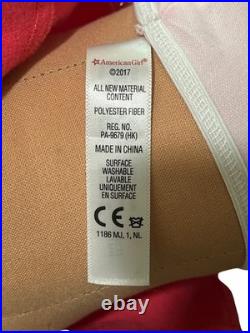 AmericanGirl®
©2017
ALL NEW MATERIAL
CONTENT
POLYESTER FIBER
REG. NO.
PA-9679 (HK)
MADE IN CHINA
SURFACE
WASHABLE
LAVABLE
UNIQUEMENT
EN SURFACE
CE
1186 MJ. 1, NL